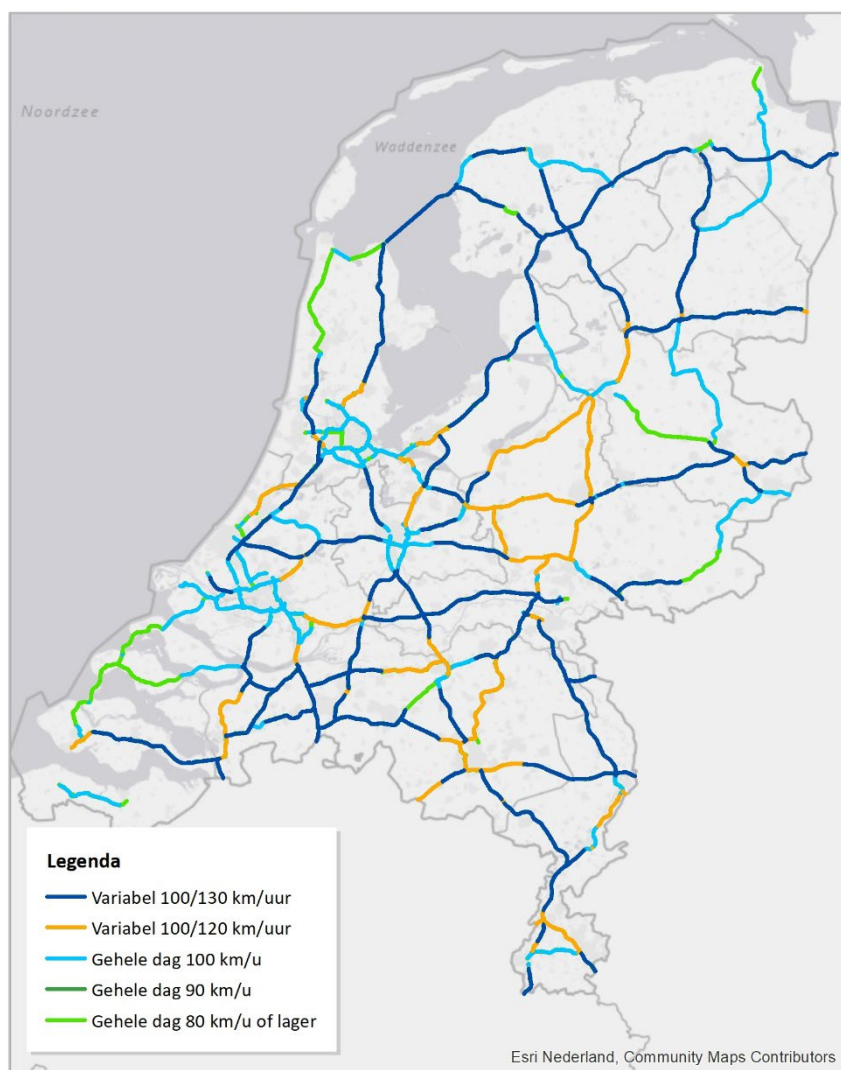 Noordzee
Waddenzee
Legenda
Variabel 100/130 km/uur
Variabel 100/120 km/uur
Gehele dag 100 km/u
Gehele dag 90 km/u
Gehele dag 80 km/u of lager
Esri Nederland, Community Maps Contributors